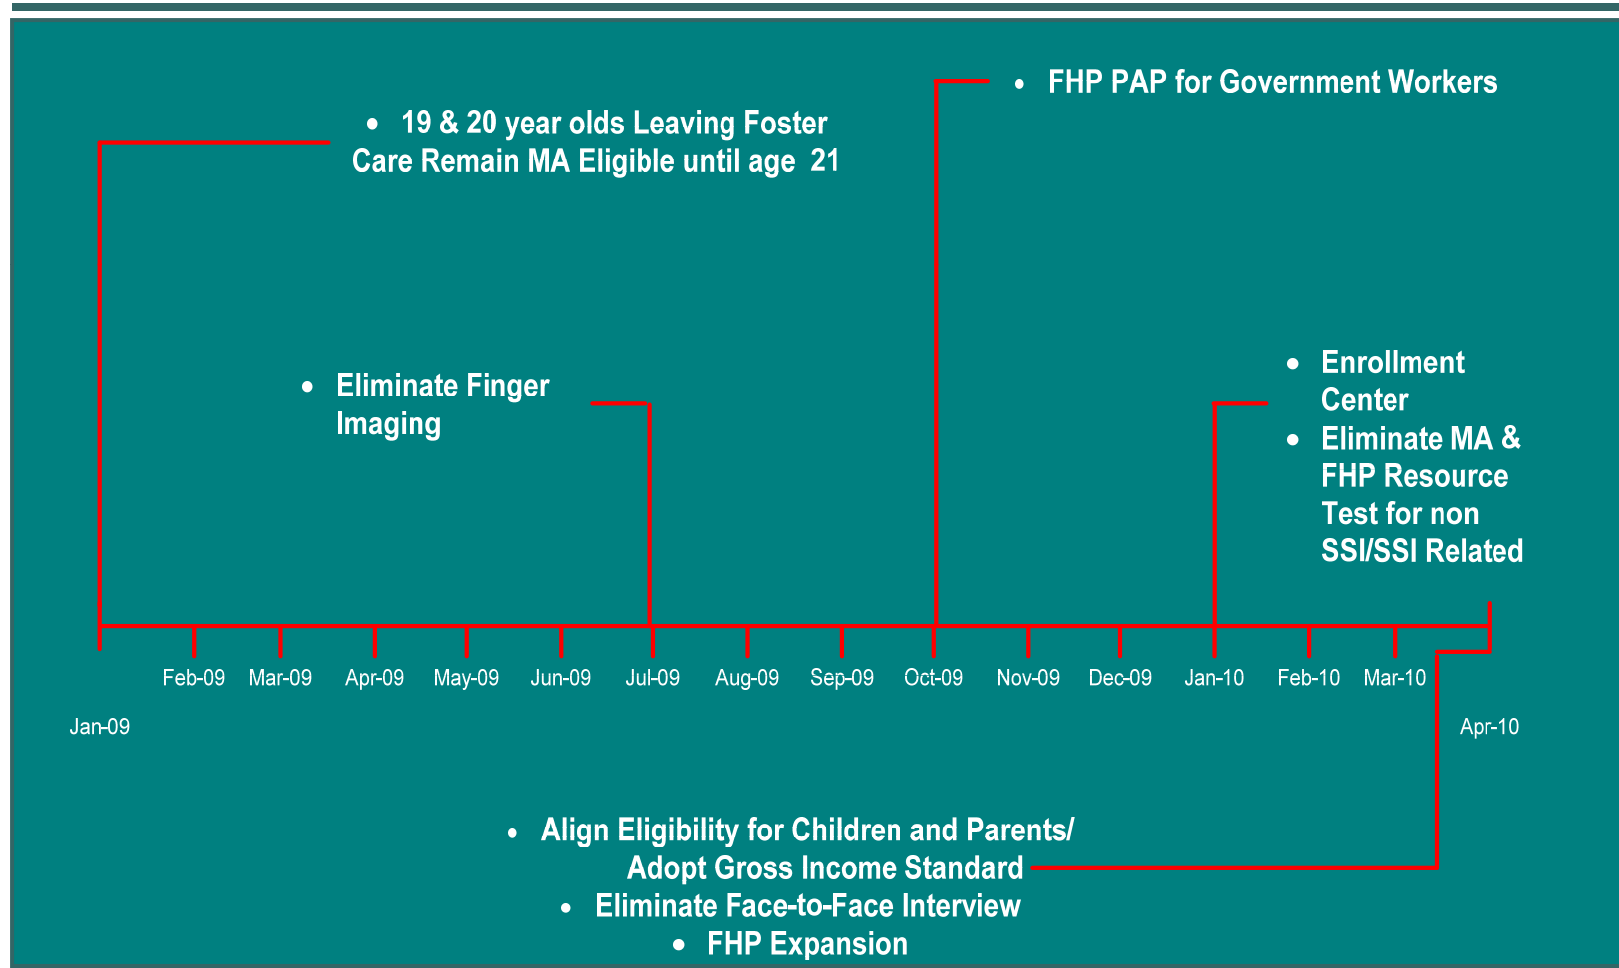 • FHP PAP for Government Workers
• 19 & 20 year olds Leaving Foster
Care Remain MA Eligible until age 21
• Eliminate Finger
Imaging
• Enrollment
Center
• Eliminate MA &
FHP Resource
Test for non
SSI/SSI Related
Feb-09 Mar-09 Apr-09 May-09 Jun-09 Jul-09 Aug-09 Sep-09 Oct-09 Nov-09 Dec-09 Jan-10 Feb-10 Mar-10
Jan-09 Apr-10
• Align Eligibility for Children and Parents/
Adopt Gross Income Standard
• Eliminate Face-to-Face Interview
• FHP Expansion